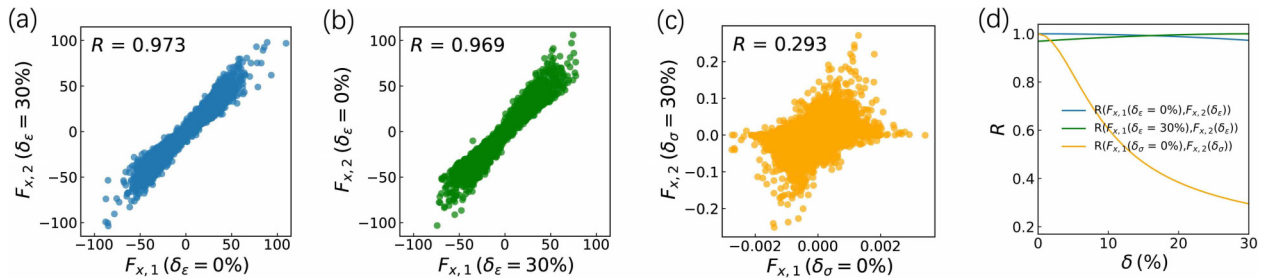 (a)
R = 0.973
F_{x,2} (δ_ε = 30%)
100
50
0
−50
−100
−100 −50 0 50 100
F_{x,1} (δ_ε = 0%)
(b)
R = 0.969
F_{x,2} (δ_ε = 0%)
100
50
0
−50
−100
−100 −50 0 50 100
F_{x,1} (δ_ε = 30%)
(c)
R = 0.293
F_{x,2} (δ_σ = 30%)
0.2
0.1
0.0
−0.1
−0.2
−0.002 0.000 0.002
F_{x,1} (δ_σ = 0%)
(d)
R
1.0
0.8
0.6
0.4
0.2
R(F_{x,1}(δ_ε = 0%),F_{x,2}(δ_ε))
R(F_{x,1}(δ_ε = 30%),F_{x,2}(δ_ε))
R(F_{x,1}(δ_σ = 0%),F_{x,2}(δ_σ))
0 10 20 30
δ (%)